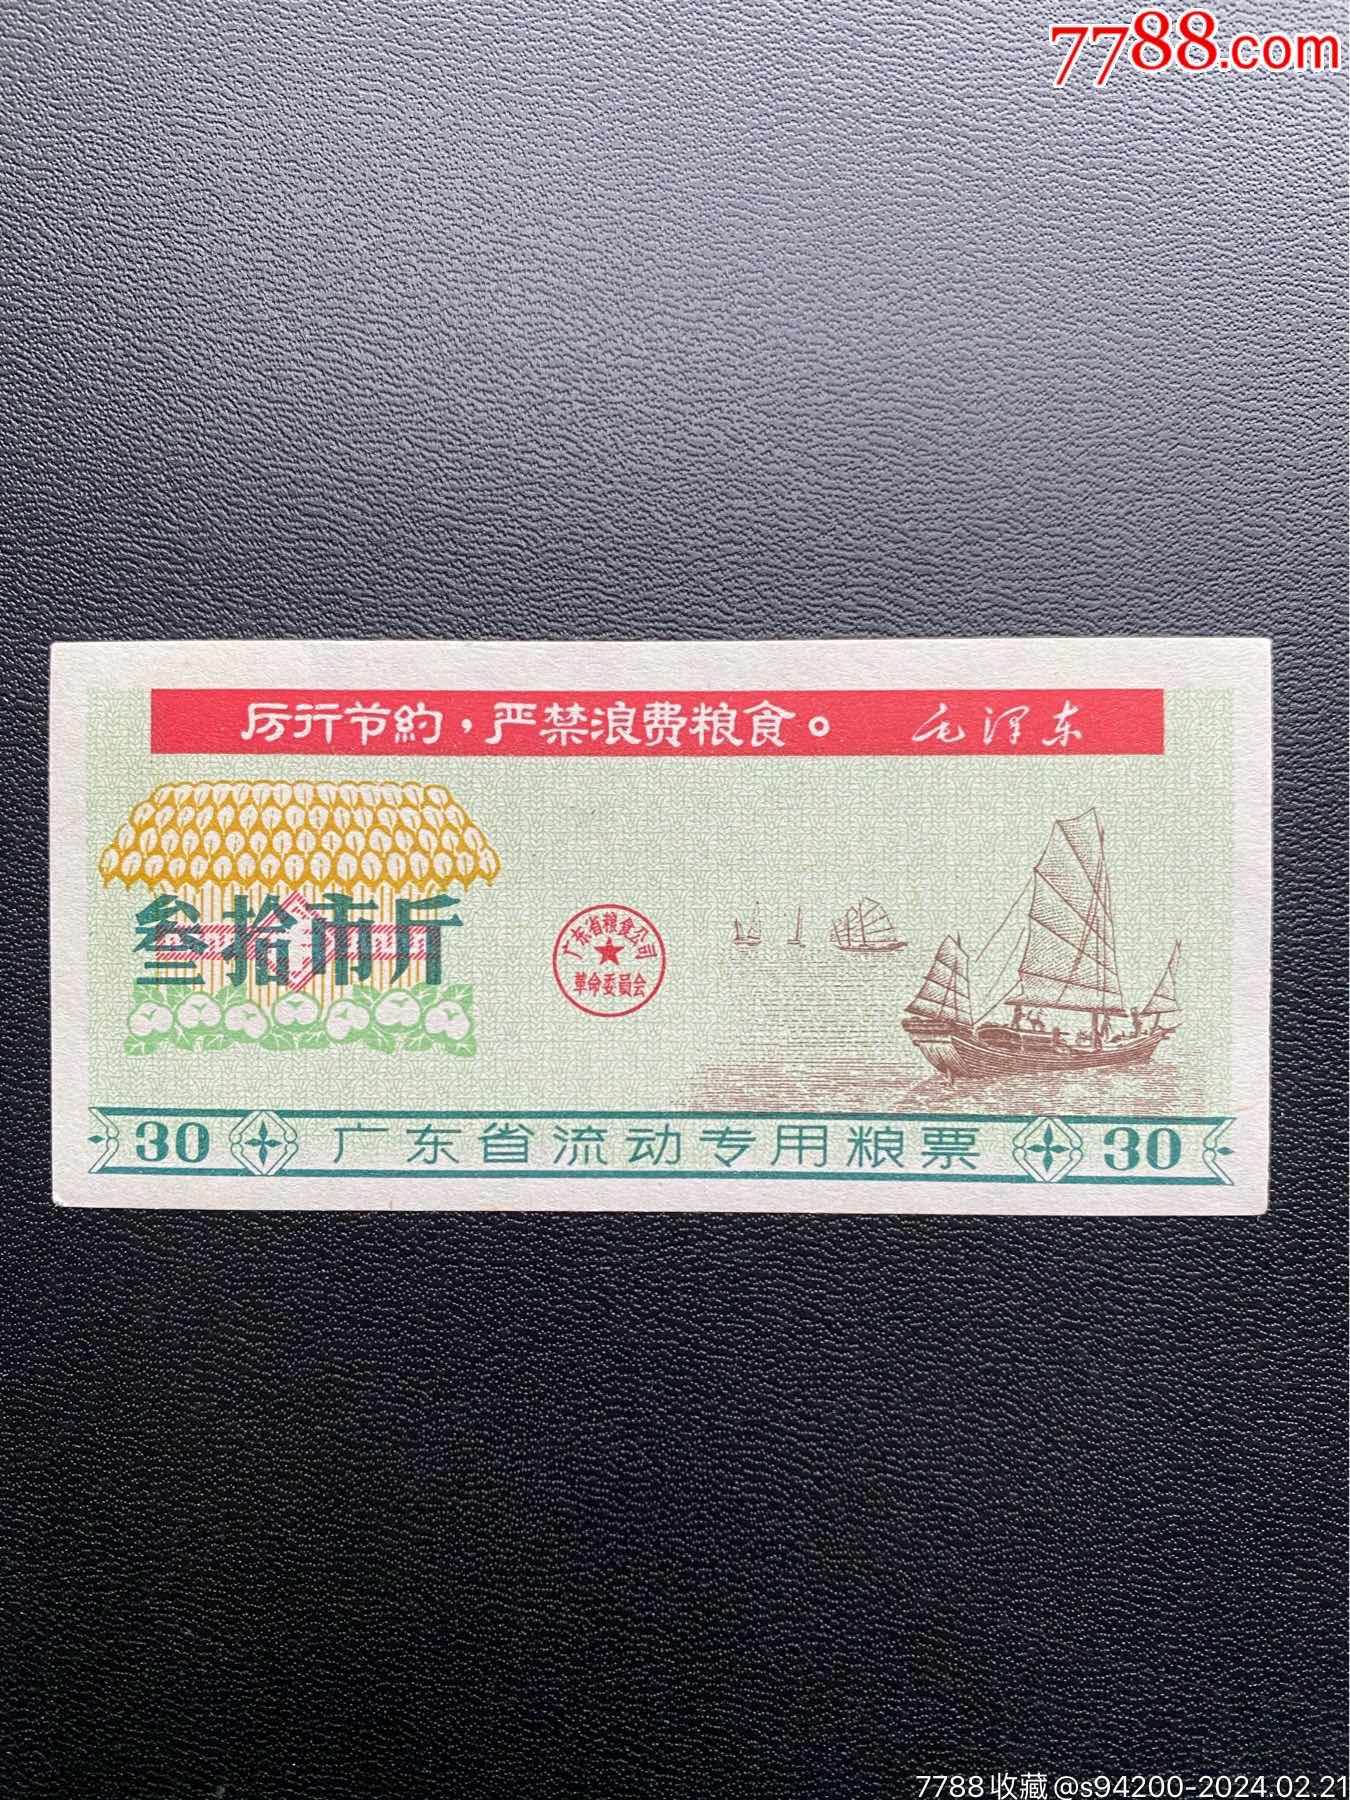 7788.com
厉行节約，严禁浪费粮食。 毛泽东
叁拾市斤
广东省粮食公司
革命委員会
30 广东省流动专用粮票 30
7788收藏@s94200-2024.02.21